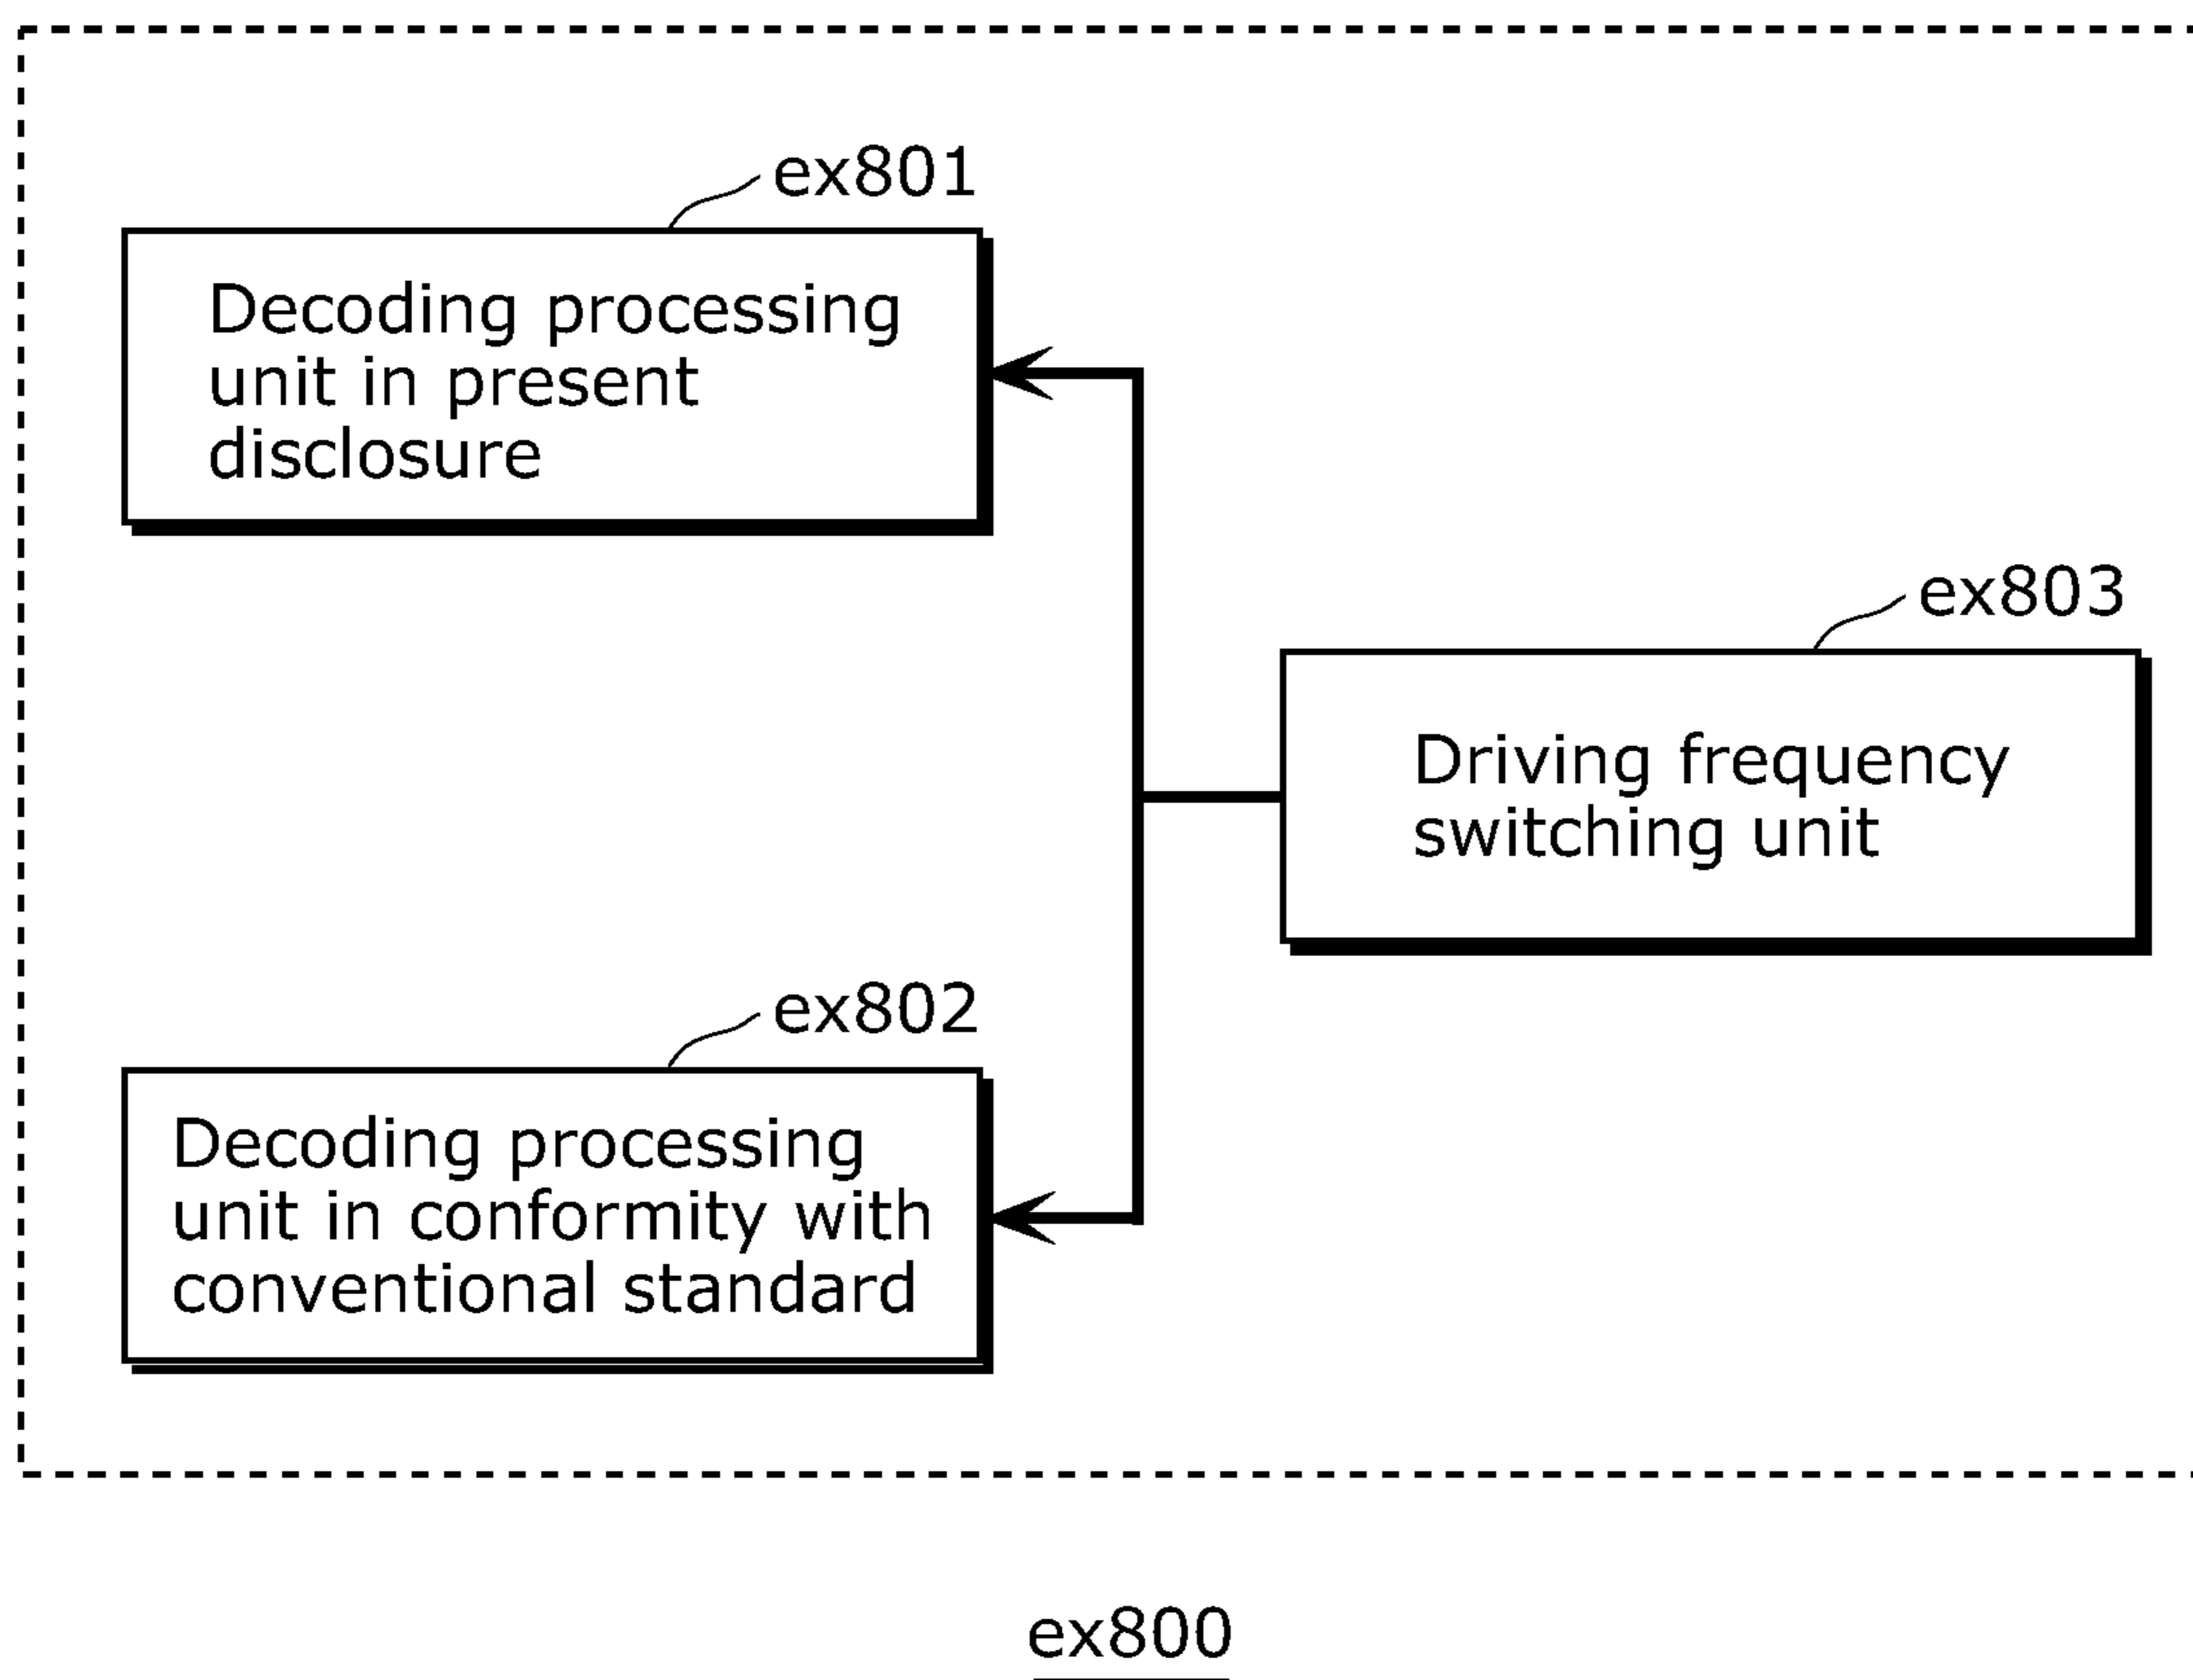 ex801
Decoding processing
unit in present
disclosure
ex803
Driving frequency
switching unit
ex802
Decoding processing
unit in conformity with
conventional standard
ex800